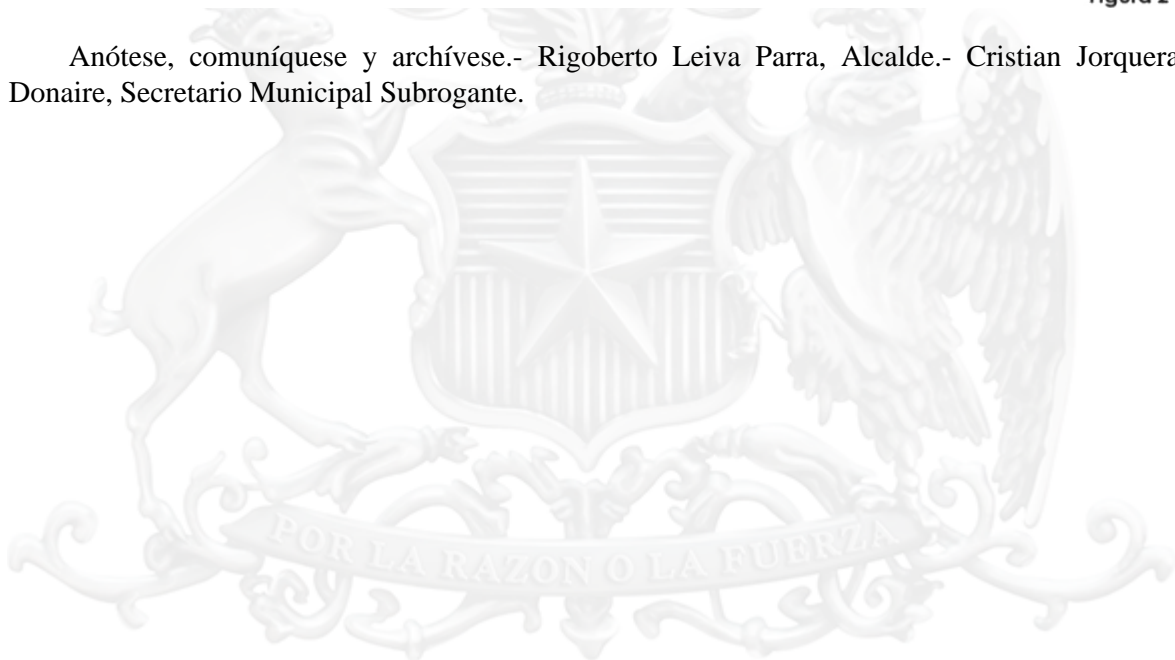 Anótese, comuníquese y archívese.- Rigoberto Leiva Parra, Alcalde.- Cristian Jorquera
Donaire, Secretario Municipal Subrogante.
POR LA RAZON O LA FUERZA